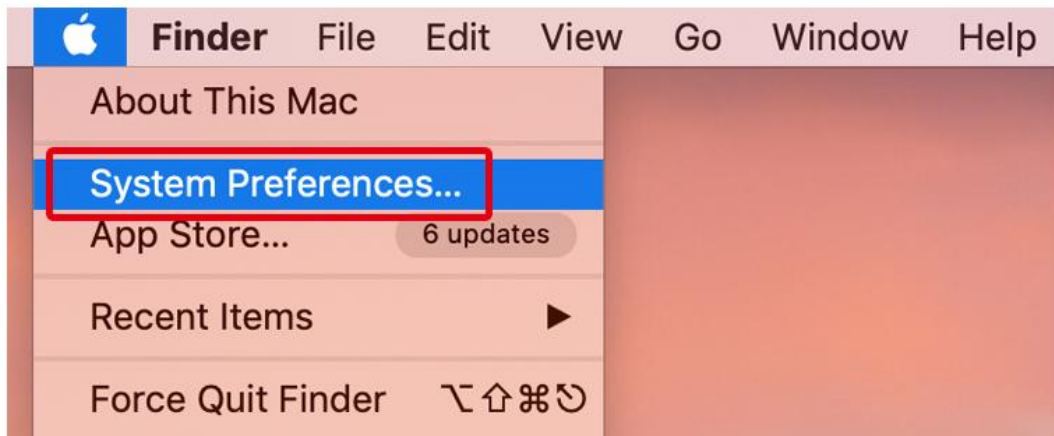 Finder File Edit View Go Window Help
About This Mac
System Preferences...
App Store... 6 updates
Recent Items ▶
Force Quit Finder ⌥⇧⌘⎋